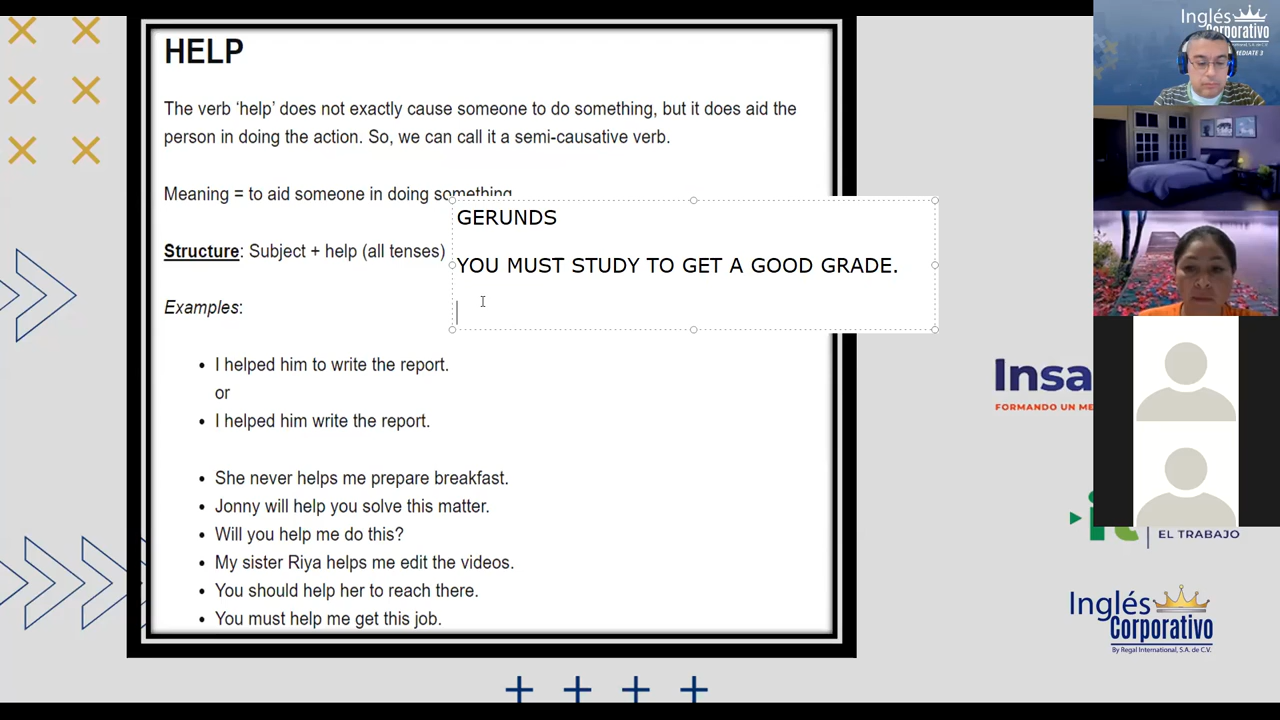 HELP
The verb ‘help’ does not exactly cause someone to do something, but it does aid the
person in doing the action. So, we can call it a semi-causative verb.
Meaning = to aid someone in doing something
GERUNDS
Structure: Subject + help (all tenses)
YOU MUST STUDY TO GET A GOOD GRADE.
Examples:
• I helped him to write the report.
or
• I helped him write the report.
• She never helps me prepare breakfast.
• Jonny will help you solve this matter.
• Will you help me do this?
• My sister Riya helps me edit the videos.
• You should help her to reach there.
• You must help me get this job.
Inglés
Corporativo
MEDIATE 3
Insa
FORMANDO UN ME
EL TRABAJO
Inglés
Corporativo
By Regal International, S.A. de C.V.